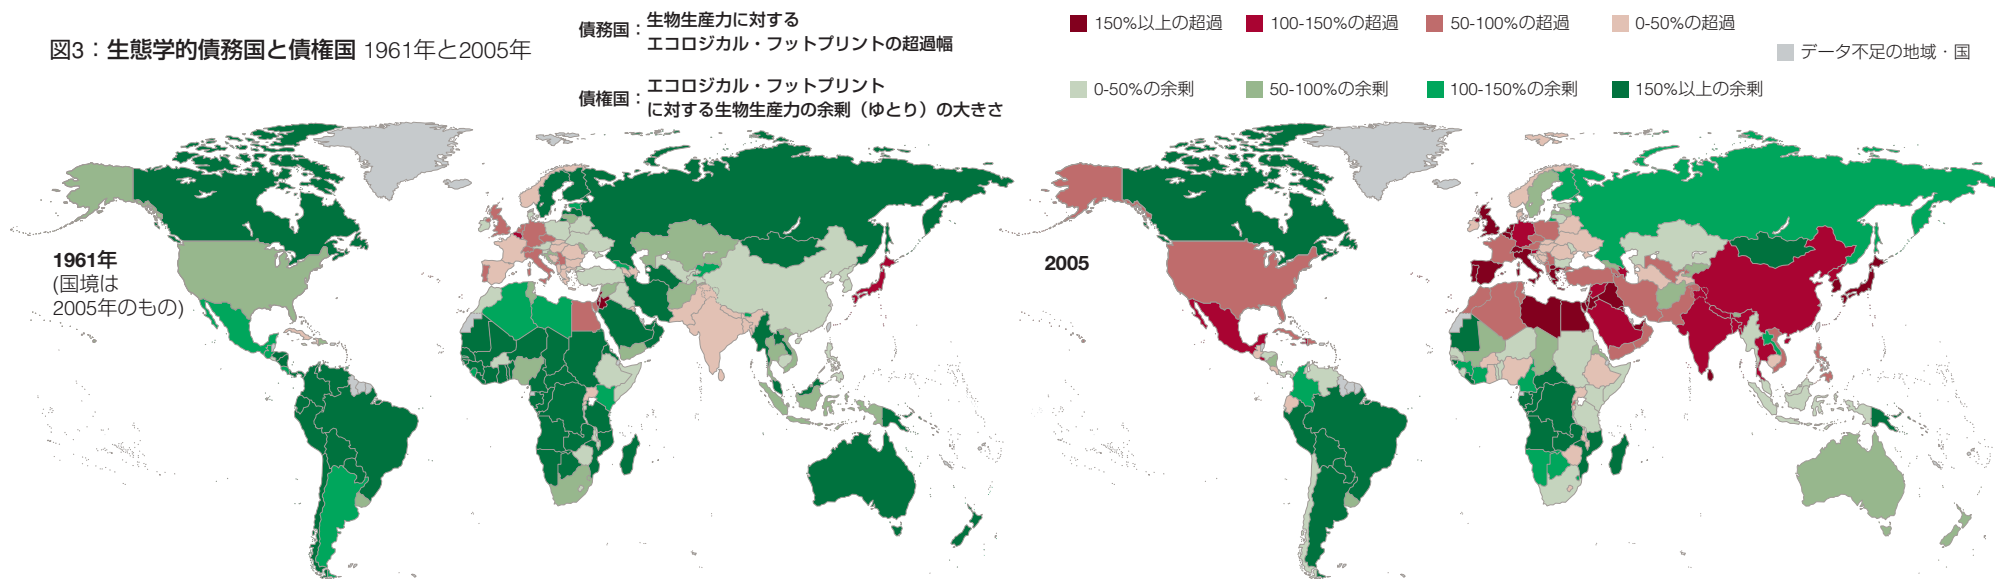 図3：生態学的債務国と債権国 1961年と2005年
債務国：生物生産力に対する
エコロジカル・フットプリントの超過幅
債権国：エコロジカル・フットプリント
に対する生物生産力の余剰（ゆとり）の大きさ
150%以上の超過
100-150%の超過
50-100%の超過
0-50%の超過
データ不足の地域・国
0-50%の余剰
50-100%の余剰
100-150%の余剰
150%以上の余剰
1961年
(国境は
2005年のもの)
2005